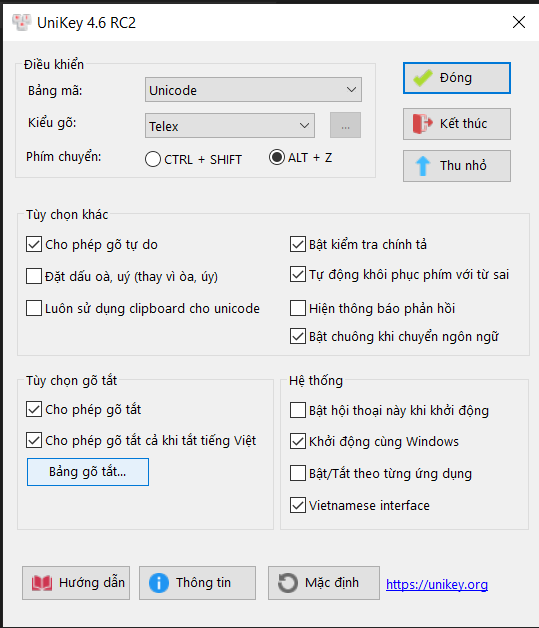 UniKey 4.6 RC2
Điều khiển
Bảng mã:
Unicode
Đóng
Kiểu gõ:
Telex
...
Kết thúc
Phím chuyển:
CTRL + SHIFT
ALT + Z
Thu nhỏ
Tùy chọn khác
Cho phép gõ tự do
Bật kiểm tra chính tả
Đặt dấu oà, uý (thay vì òa, úy)
Tự động khôi phục phím với từ sai
Luôn sử dụng clipboard cho unicode
Hiện thông báo phản hồi
Bật chuông khi chuyển ngôn ngữ
Tùy chọn gõ tắt
Cho phép gõ tắt
Cho phép gõ tắt cả khi tắt tiếng Việt
Bảng gõ tắt...
Hệ thống
Bật hội thoại này khi khởi động
Khởi động cùng Windows
Bật/Tắt theo từng ứng dụng
Vietnamese interface
Hướng dẫn
Thông tin
Mặc định
https://unikey.org